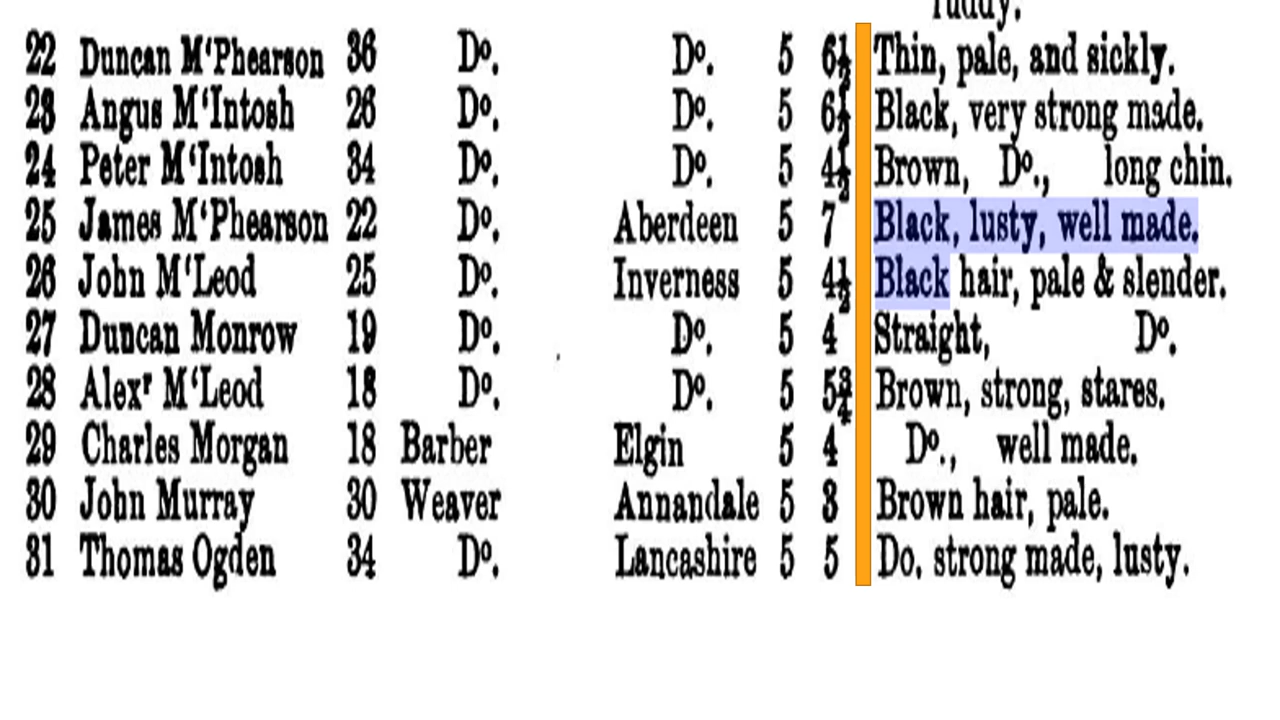 ruddy.
22 Duncan M‘Phearson 36 Dº. Dº. 5 6½ Thin, pale, and sickly.
23 Angus M‘Intosh 26 Dº. Dº. 5 6½ Black, very strong made.
24 Peter M‘Intosh 34 Dº. Dº. 5 4½ Brown, Dº., long chin.
25 James M‘Phearson 22 Dº. Aberdeen 5 7 Black, lusty, well made.
26 John M‘Leod 25 Dº. Inverness 5 4½ Black hair, pale & slender.
27 Duncan Monrow 19 Dº. Dº. 5 4 Straight, Dº.
28 Alexʳ M‘Leod 18 Dº. Dº. 5 5¾ Brown, strong, stares.
29 Charles Morgan 18 Barber Elgin 5 4 Dº., well made.
30 John Murray 30 Weaver Annandale 5 3 Brown hair, pale.
31 Thomas Ogden 34 Dº. Lancashire 5 5 Do. strong made, lusty.